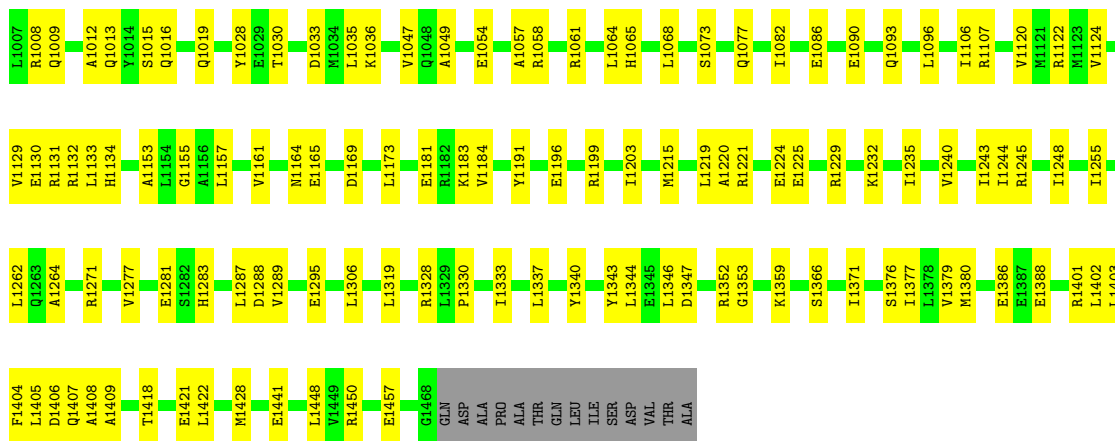 L1007 R1008 Q1009 A1012 Q1013 Y1014 S1015 Q1016 Q1019 Y1028 E1029 T1030 D1033 M1034 L1035 K1036 V1047 Q1048 A1049 E1054 A1057 R1058 R1061 L1064 H1065 L1068 S1073 Q1077 I1082 E1086 E1090 Q1093 L1096 I1106 R1107 V1120 M1121 R1122 M1123 V1124
V1129 E1130 R1131 R1132 L1133 H1134 A1153 L1154 G1155 A1156 L1157 V1161 N1164 E1165 D1169 L1173 E1181 R1182 K1183 V1184 Y1191 E1196 R1199 I1203 M1215 L1219 A1220 R1221 E1224 E1225 R1229 K1232 I1235 V1240 I1243 I1244 R1245 I1248 I1255
L1262 Q1263 A1264 R1271 V1277 E1281 S1282 H1283 L1287 D1288 V1289 E1295 L1306 L1319 R1328 L1329 P1330 I1333 L1337 Y1340 Y1343 L1344 E1345 L1346 D1347 R1352 G1353 K1359 S1366 I1371 S1376 I1377 L1378 V1379 M1380 E1386 E1387 E1388 R1401 L1402 L1403
F1404 L1405 D1406 Q1407 A1408 A1409 T1418 E1421 L1422 M1428 E1441 L1448 V1449 R1450 E1457 G1468 GLN ASP ALA PRO ALA THR GLN LEU ILE SER ASP VAL THR ALA